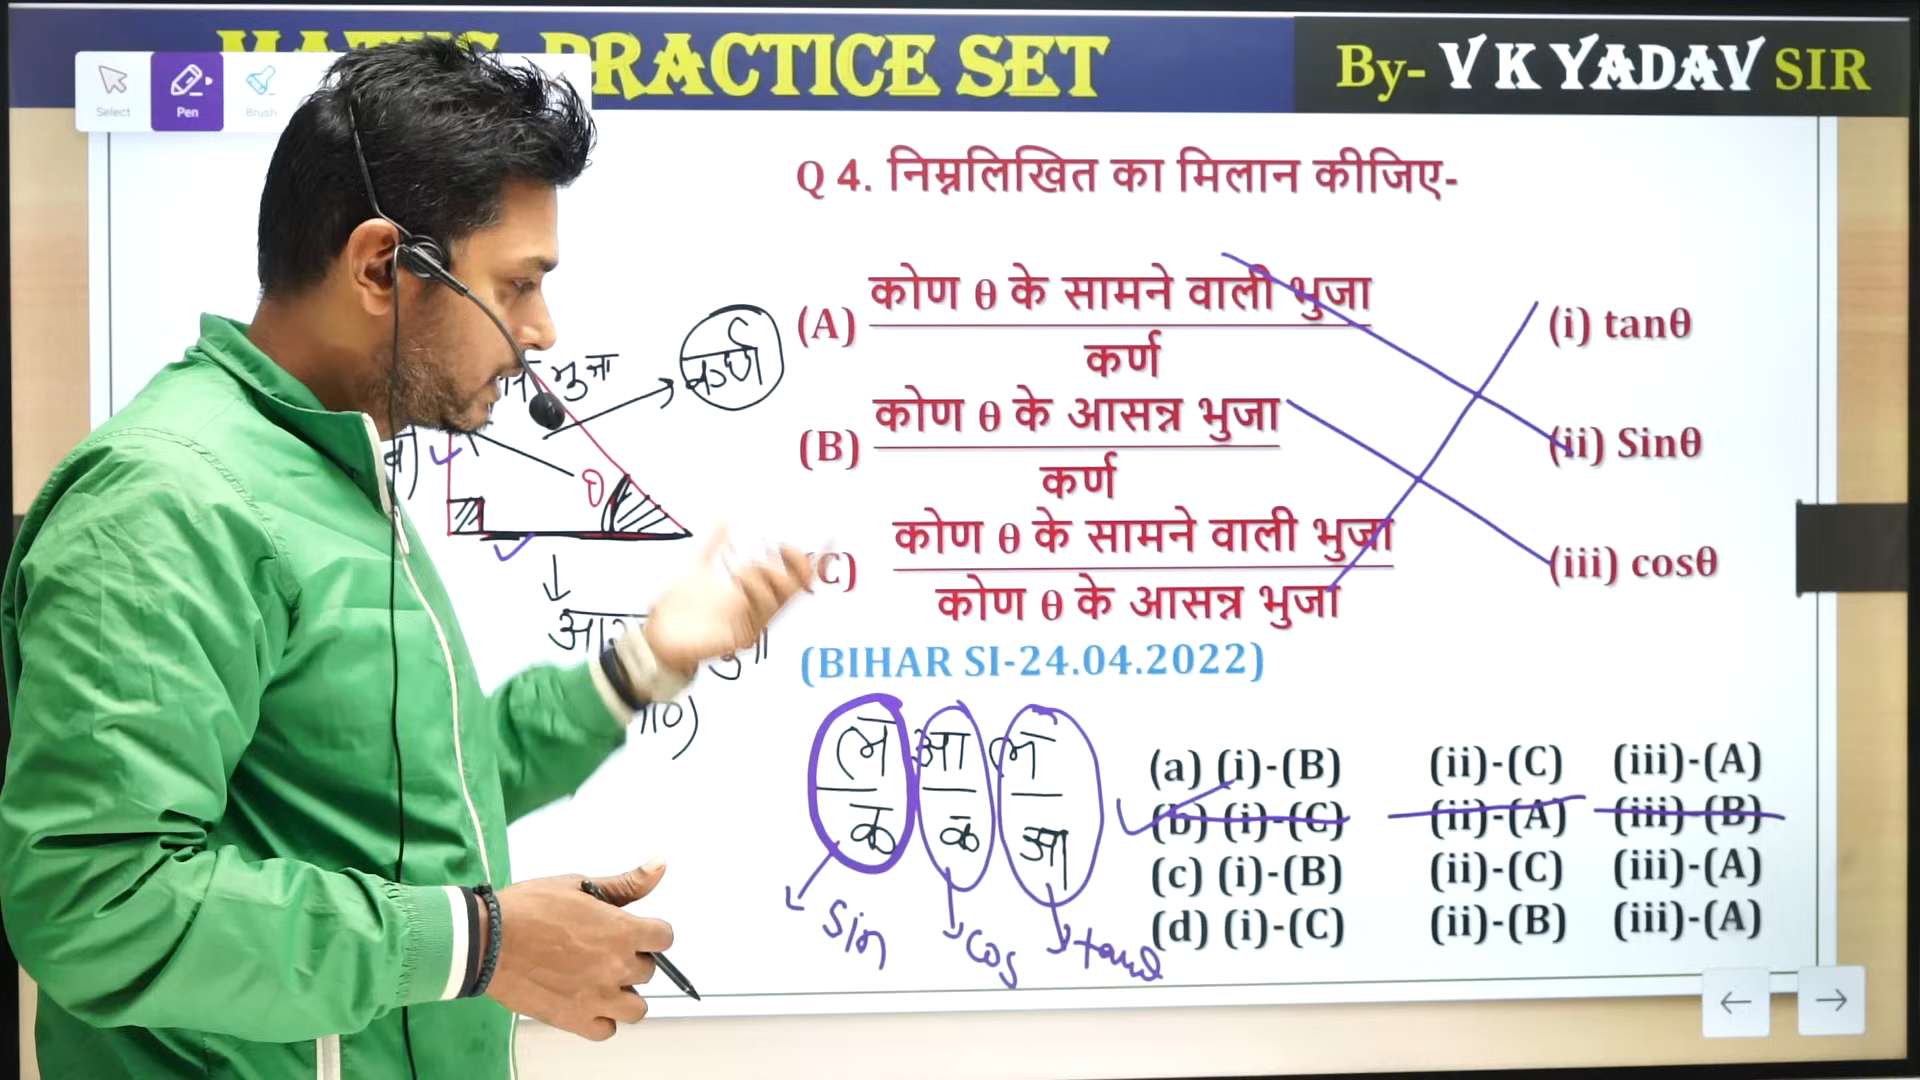 PRACTICE SET
By- V K YADAV SIR
Select
Pen
Brush
Q 4. निम्नलिखित का मिलान कीजिए-
(A) कोण θ के सामने वाली भुजा
कर्ण
(i) tanθ
(B) कोण θ के आसन्न भुजा
कर्ण
(ii) Sinθ
(C) कोण θ के सामने वाली भुजा
कोण θ के आसन्न भुजा
(iii) cosθ
(BIHAR SI-24.04.2022)
(a) (i)-(B) (ii)-(C) (iii)-(A)
(b) (i)-(C) (ii)-(A) (iii)-(B)
(c) (i)-(B) (ii)-(C) (iii)-(A)
(d) (i)-(C) (ii)-(B) (iii)-(A)
भुजा
कर्ण
θ
लं आ लं
क क आ
Sin cos tanθ